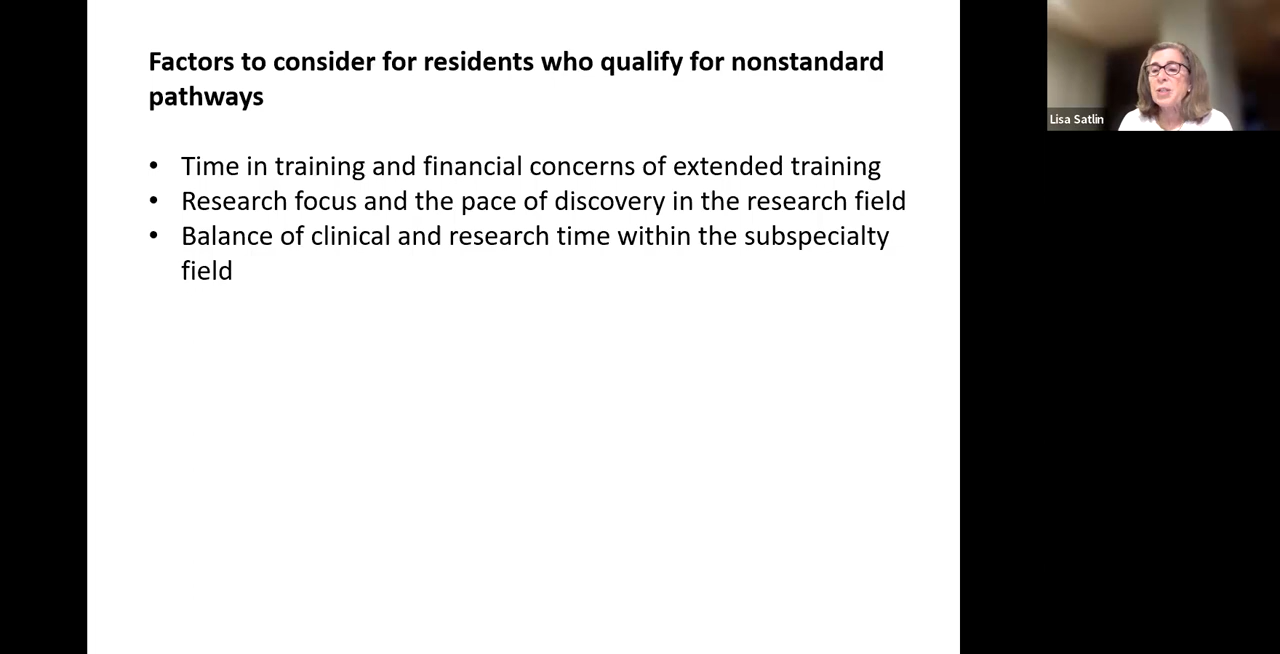 Factors to consider for residents who qualify for nonstandard
pathways
• Time in training and financial concerns of extended training
• Research focus and the pace of discovery in the research field
• Balance of clinical and research time within the subspecialty
field
Lisa Satlin